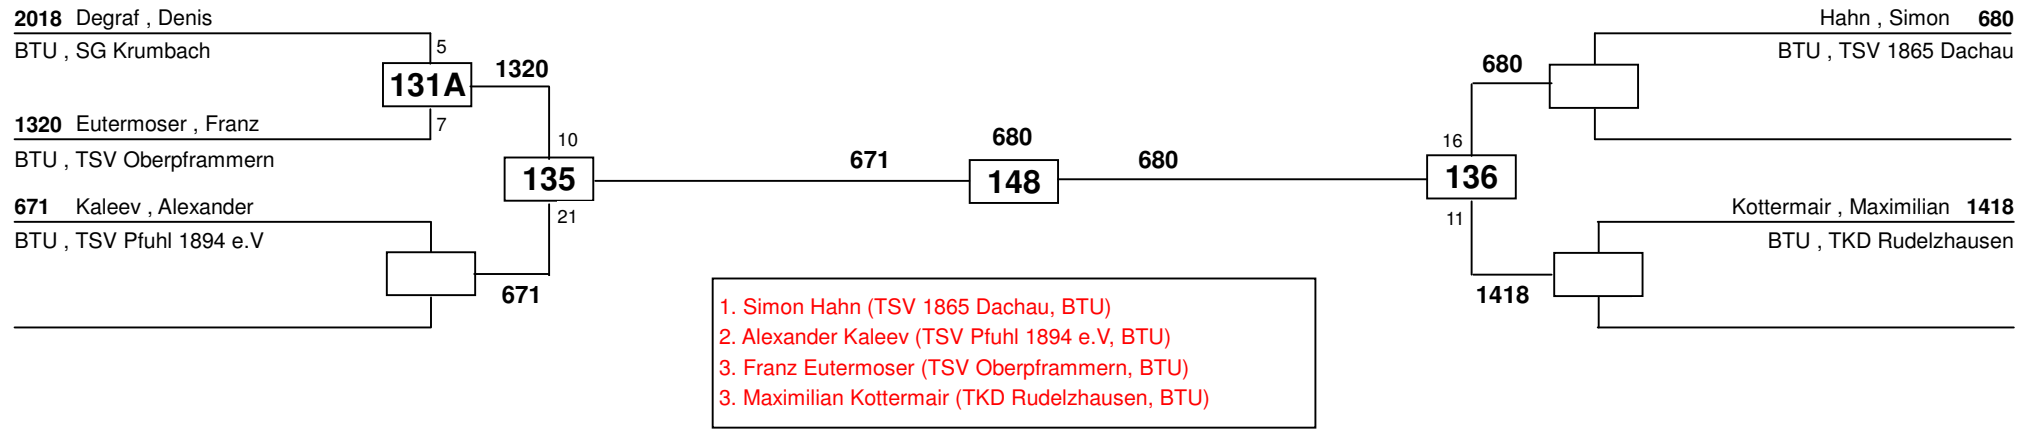 2018 Degraf , Denis
BTU , SG Krumbach
5
131A
1320
7
1320 Eutermoser , Franz
BTU , TSV Oberpframmern
10
135
21
671 Kaleev , Alexander
BTU , TSV Pfuhl 1894 e.V
671
671
680
148
680
Hahn , Simon 680
BTU , TSV 1865 Dachau
680
16
136
11
Kottermair , Maximilian 1418
BTU , TKD Rudelzhausen
1418
1. Simon Hahn (TSV 1865 Dachau, BTU)
2. Alexander Kaleev (TSV Pfuhl 1894 e.V, BTU)
3. Franz Eutermoser (TSV Oberpframmern, BTU)
3. Maximilian Kottermair (TKD Rudelzhausen, BTU)